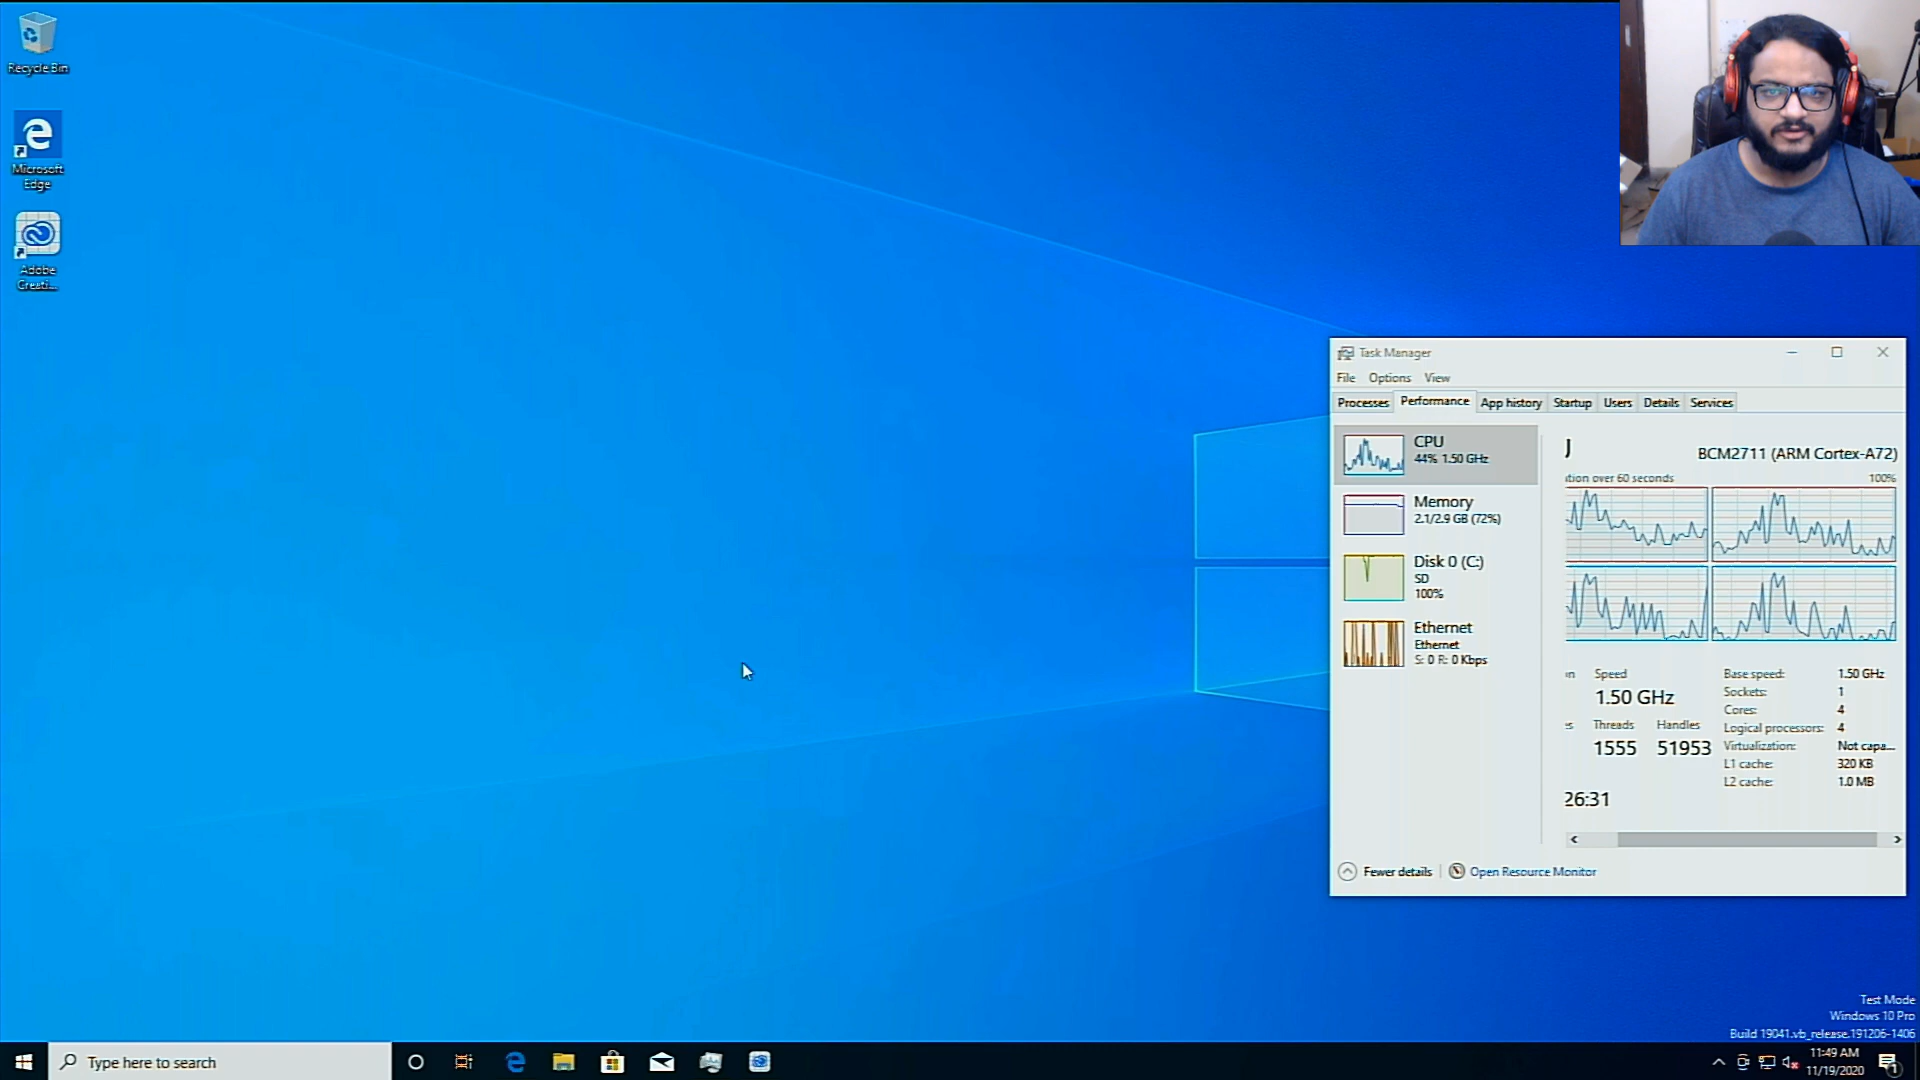 Recycle Bin
Microsoft
Edge
Adobe
Creati...
Task Manager
File Options View
Processes Performance App history Startup Users Details Services
CPU
44% 1.50 GHz
Memory
2.1/2.9 GB (72%)
Disk 0 (C:)
SD
100%
Ethernet
Ethernet
S: 0 R: 0 Kbps
BCM2711 (ARM Cortex-A72)
tion over 60 seconds 100%
Speed
1.50 GHz
Threads Handles
1555 51953
26:31
Base speed: 1.50 GHz
Sockets: 1
Cores: 4
Logical processors: 4
Virtualization: Not capa...
L1 cache: 320 KB
L2 cache: 1.0 MB
Fewer details Open Resource Monitor
Test Mode
Windows 10 Pro
Build 19041.vb_release.191206-1406
Type here to search
11:49 AM
11/19/2020
1